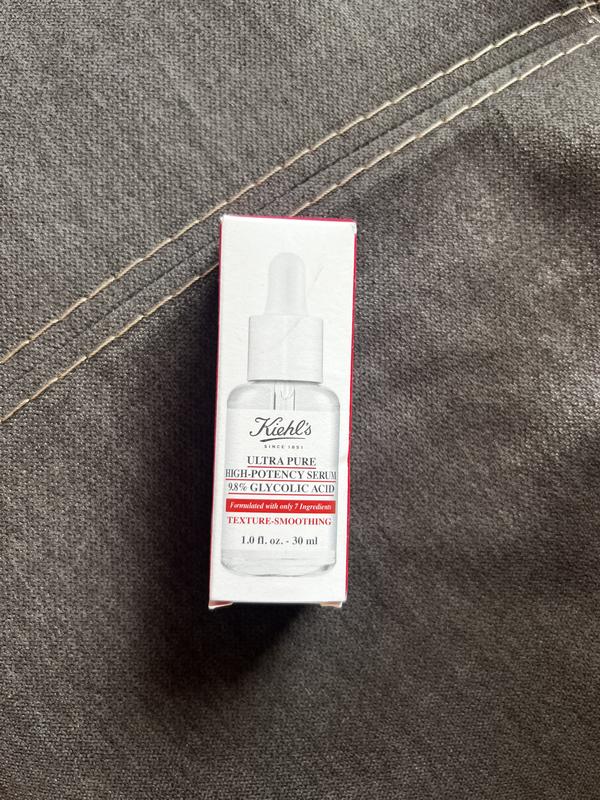 Kiehl's
SINCE 1851
ULTRA PURE
HIGH-POTENCY SERUM
9.8% GLYCOLIC ACID
Formulated with only 7 Ingredients
TEXTURE-SMOOTHING
1.0 fl. oz. - 30 ml